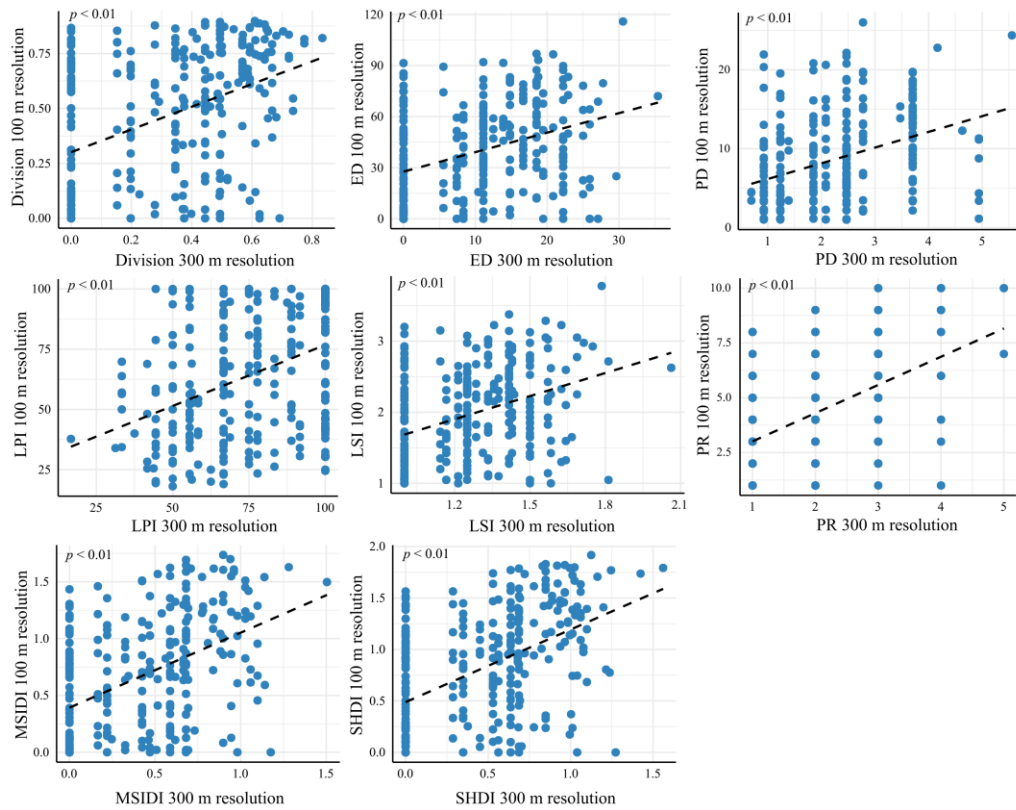 p < 0.01
Division 100 m resolution
0.75
0.50
0.25
0.00
0.0 0.2 0.4 0.6 0.8
Division 300 m resolution
p < 0.01
ED 100 m resolution
120
90
60
30
0
0 10 20 30
ED 300 m resolution
p < 0.01
PD 100 m resolution
20
10
0
1 2 3 4 5
PD 300 m resolution
p < 0.01
LPI 100 m resolution
100
75
50
25
25 50 75 100
LPI 300 m resolution
p < 0.01
LSI 100 m resolution
3
2
1
1.2 1.5 1.8 2.1
LSI 300 m resolution
p < 0.01
PR 100 m resolution
10.0
7.5
5.0
2.5
1 2 3 4 5
PR 300 m resolution
p < 0.01
MSIDI 100 m resolution
1.5
1.0
0.5
0.0
0.0 0.5 1.0 1.5
MSIDI 300 m resolution
p < 0.01
SHDI 100 m resolution
2.0
1.5
1.0
0.5
0.0
0.0 0.5 1.0 1.5
SHDI 300 m resolution